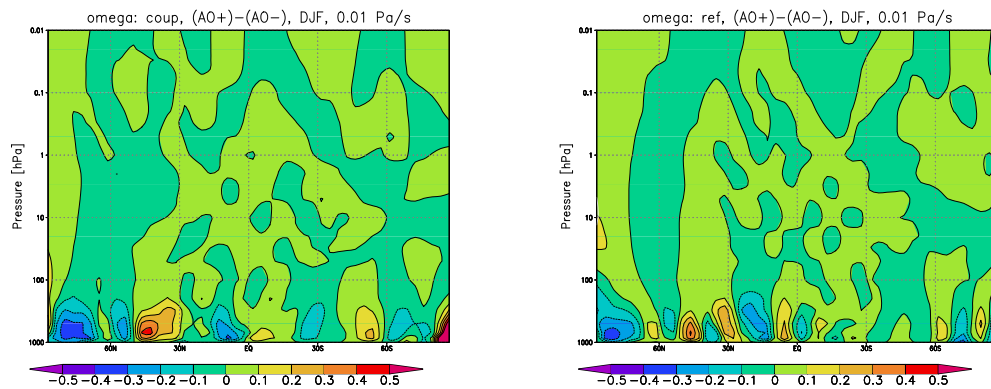 omega: coup, (AO+)-(AO-), DJF, 0.01 Pa/s
0.01
0.1
1
10
100
1000
Pressure [hPa]
60N 30N EQ 30S 60S
-0.5 -0.4 -0.3 -0.2 -0.1 0 0.1 0.2 0.3 0.4 0.5
omega: ref, (AO+)-(AO-), DJF, 0.01 Pa/s
0.01
0.1
1
10
100
1000
Pressure [hPa]
60N 30N EQ 30S 60S
-0.5 -0.4 -0.3 -0.2 -0.1 0 0.1 0.2 0.3 0.4 0.5